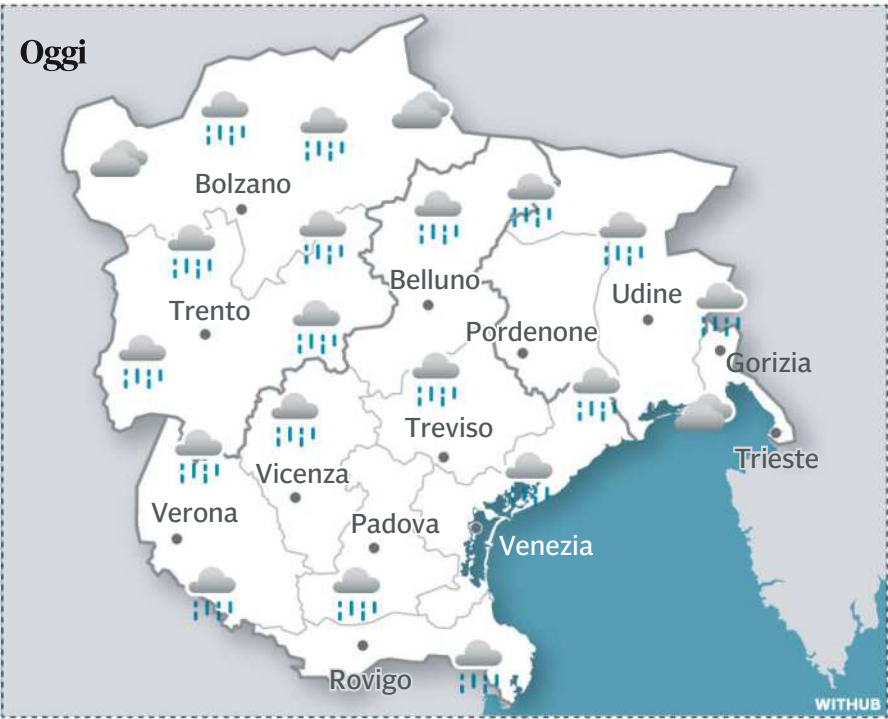 Oggi
Bolzano
Belluno
Trento
Udine
Pordenone
Gorizia
Treviso
Trieste
Vicenza
Verona
Padova
Venezia
Rovigo
WITHUB